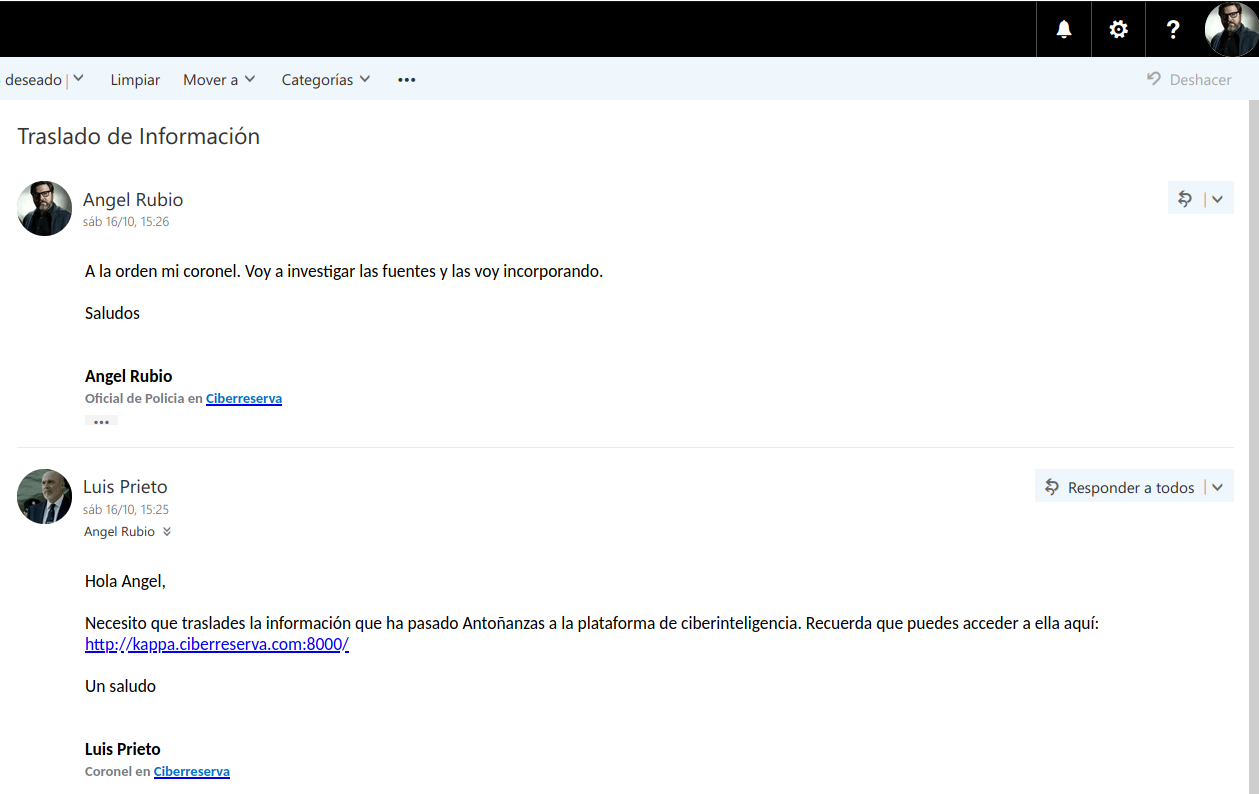 deseado Limpiar Mover a Categorías ••• Deshacer
Traslado de Información
Angel Rubio
sáb 16/10, 15:26
A la orden mi coronel. Voy a investigar las fuentes y las voy incorporando.
Saludos
Angel Rubio
Oficial de Policia en Ciberreserva
•••
Luis Prieto
Responder a todos
sáb 16/10, 15:25
Angel Rubio
Hola Angel,
Necesito que traslades la información que ha pasado Antoñanzas a la plataforma de ciberinteligencia. Recuerda que puedes acceder a ella aquí:
http://kappa.ciberreserva.com:8000/
Un saludo
Luis Prieto
Coronel en Ciberreserva